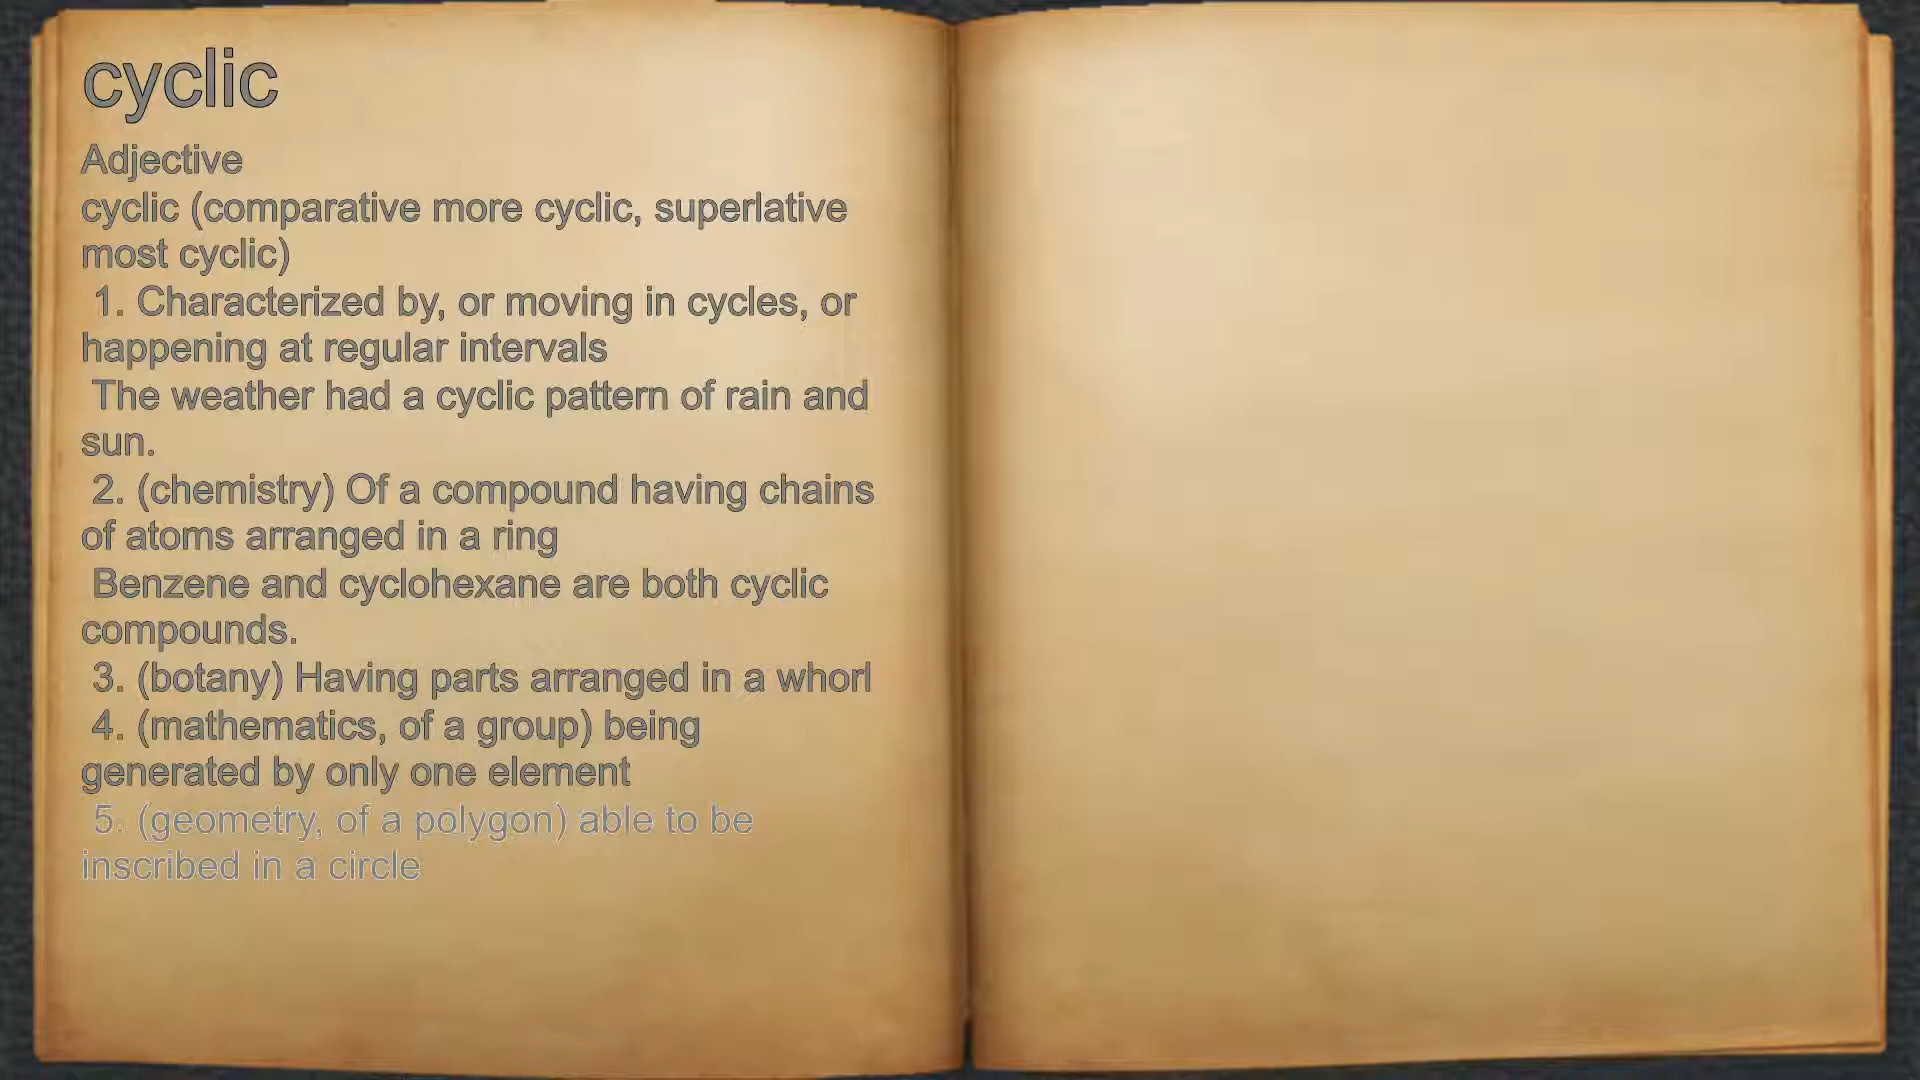 cyclic
Adjective
cyclic (comparative more cyclic, superlative
most cyclic)
1. Characterized by, or moving in cycles, or
happening at regular intervals
The weather had a cyclic pattern of rain and
sun.
2. (chemistry) Of a compound having chains
of atoms arranged in a ring
Benzene and cyclohexane are both cyclic
compounds.
3. (botany) Having parts arranged in a whorl
4. (mathematics, of a group) being
generated by only one element
5. (geometry, of a polygon) able to be
inscribed in a circle